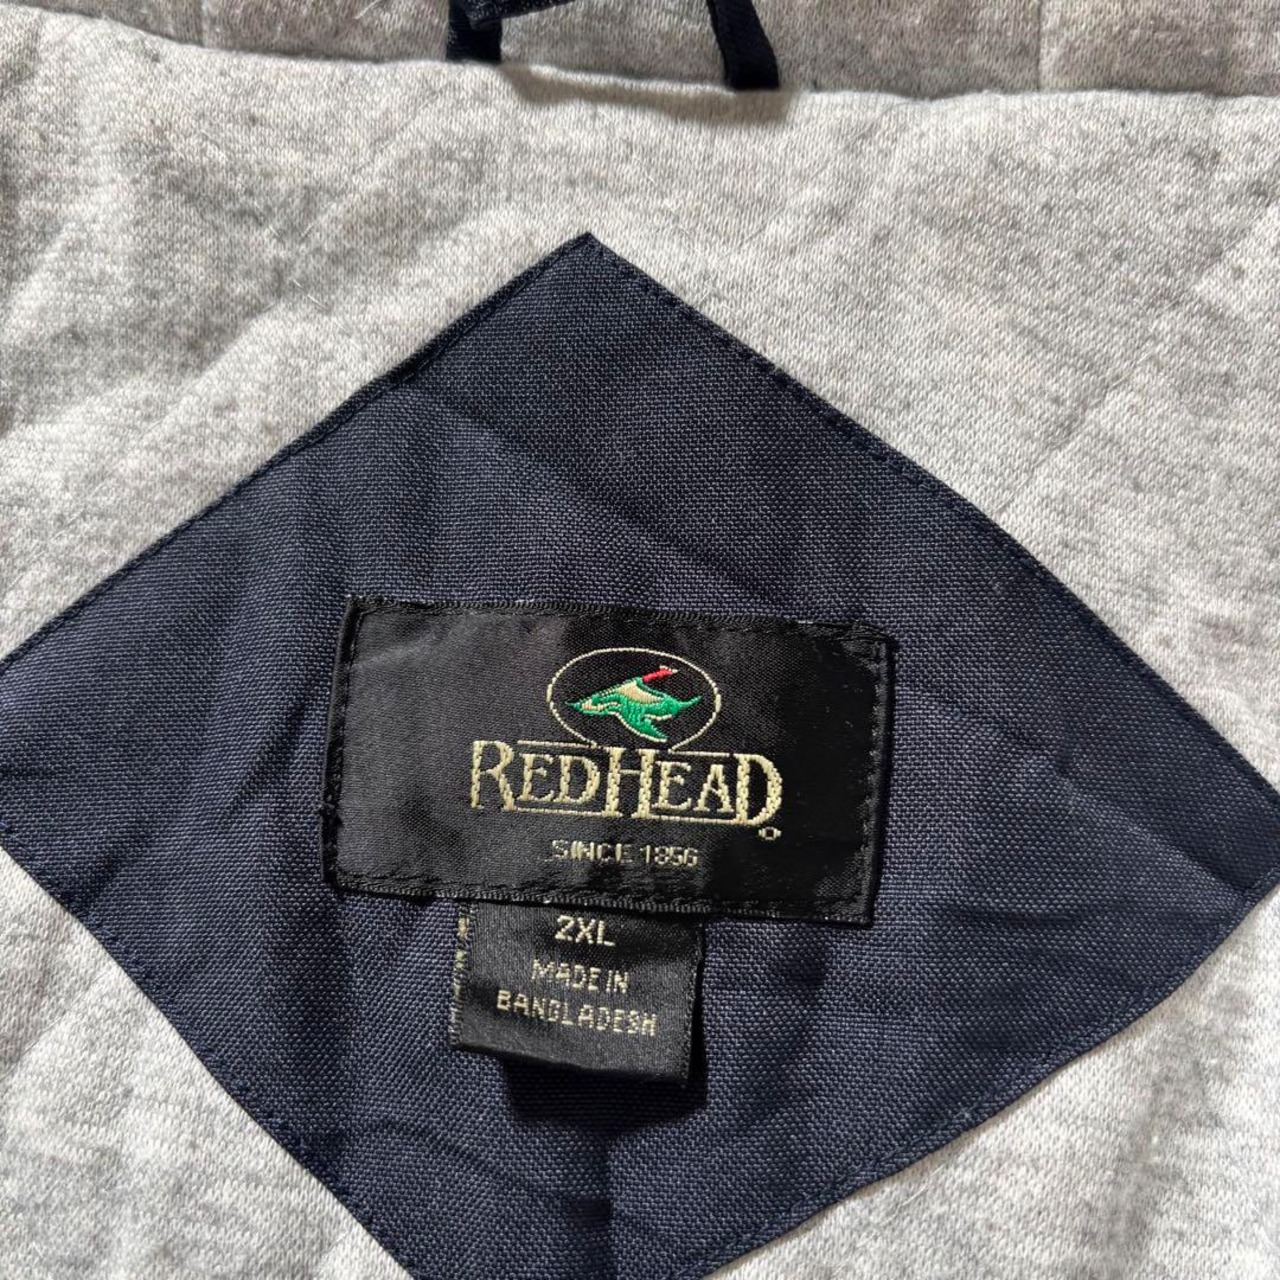 REDHEAD
SINCE 1856
2XL
MADE IN
BANGLADESH